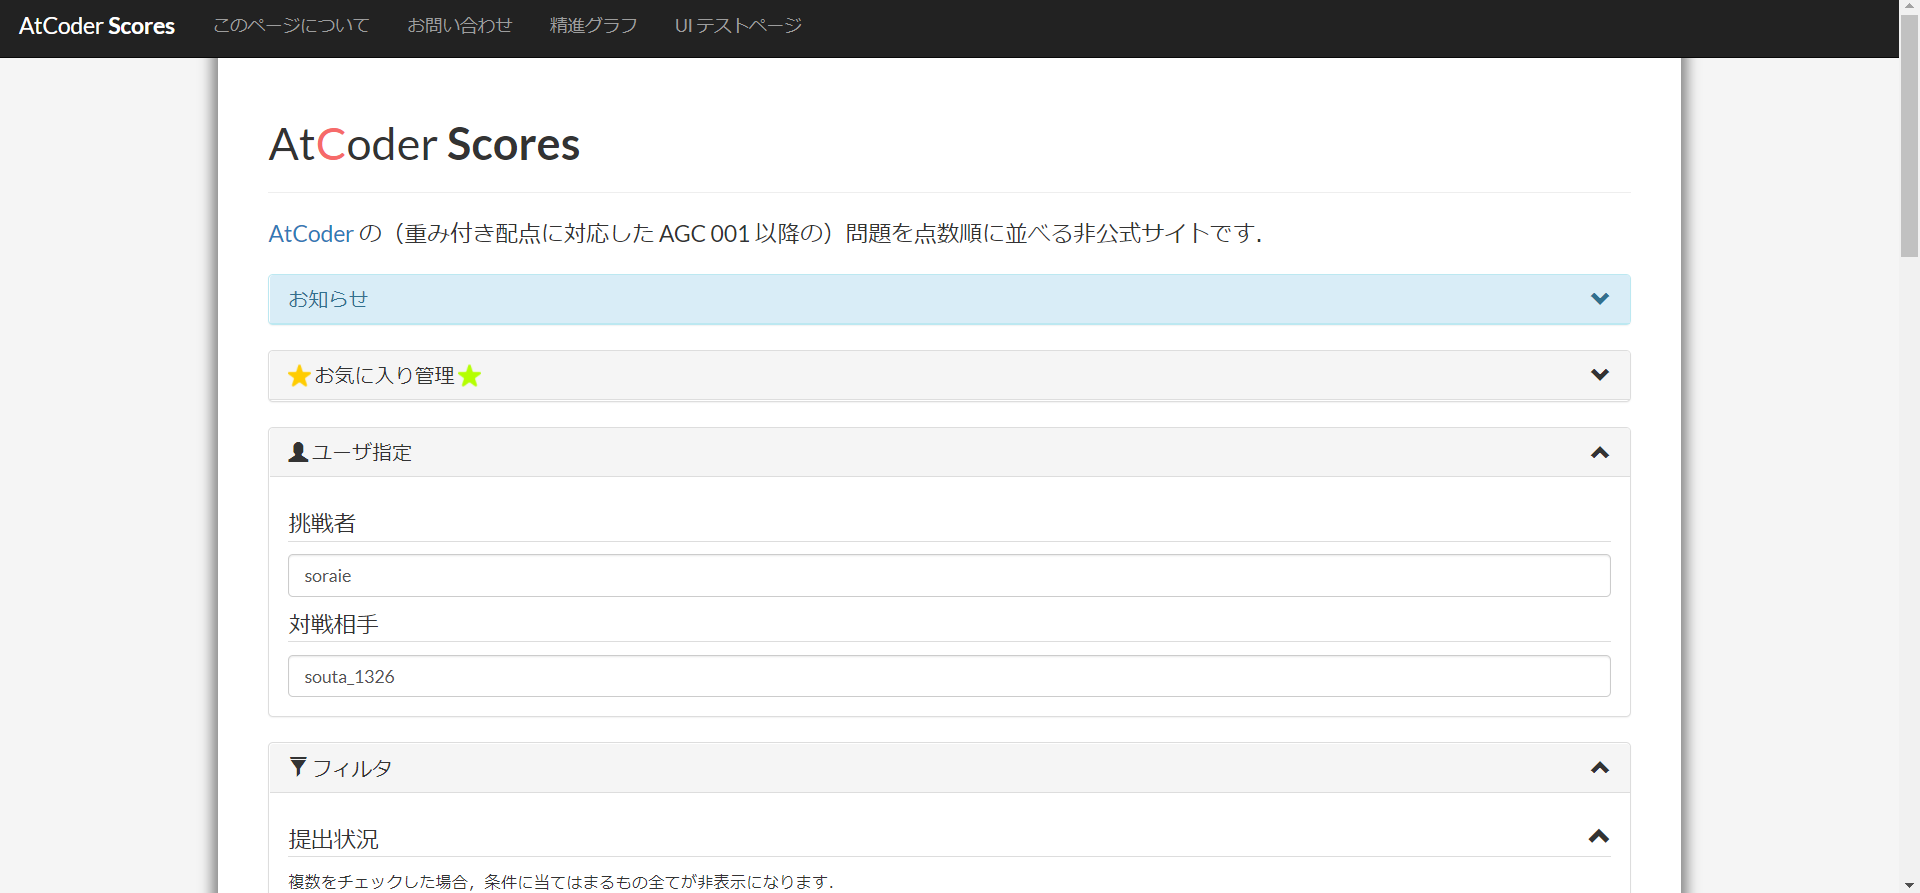 AtCoder Scores このページについて お問い合わせ 精進グラフ UI テストページ
AtCoder Scores
AtCoder の（重み付き配点に対応した AGC 001 以降の）問題を点数順に並べる非公式サイトです．
お知らせ
お気に入り管理
ユーザ指定
挑戦者
soraie
対戦相手
souta_1326
フィルタ
提出状況
複数をチェックした場合，条件に当てはまるもの全てが非表示になります．